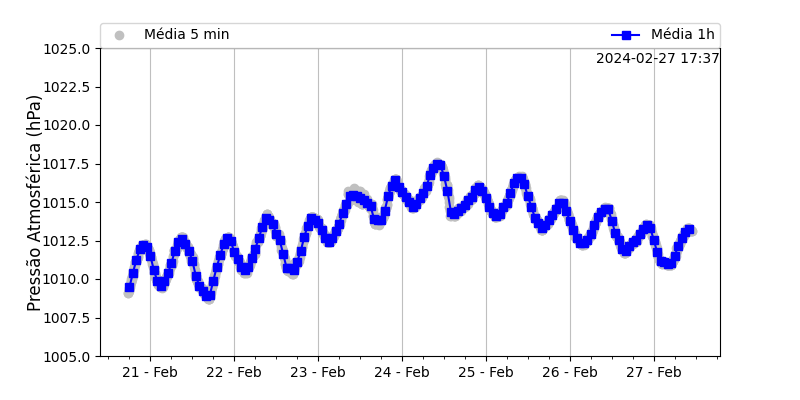 Média 5 min
Média 1h
2024-02-27 17:37
Pressão Atmosférica (hPa)
1025.0
1022.5
1020.0
1017.5
1015.0
1012.5
1010.0
1007.5
1005.0
21 - Feb
22 - Feb
23 - Feb
24 - Feb
25 - Feb
26 - Feb
27 - Feb